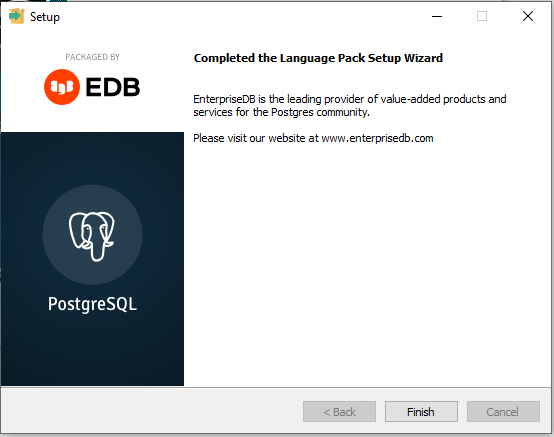 Setup
PACKAGED BY
EDB
Completed the Language Pack Setup Wizard
EnterpriseDB is the leading provider of value-added products and
services for the Postgres community.
Please visit our website at www.enterprisedb.com
PostgreSQL
< Back
Finish
Cancel